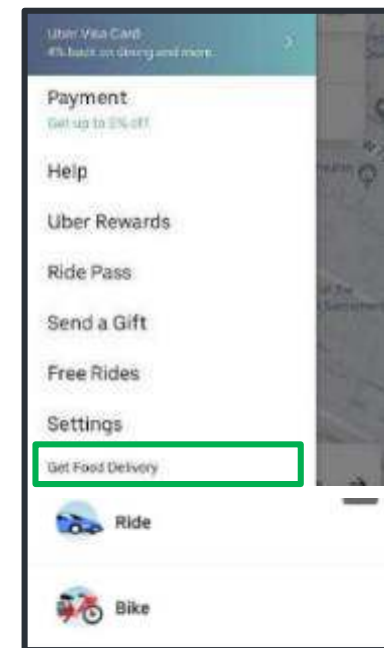 Uber Visa Card
4% back on dining and more
Payment
Get up to 5% off
Help
Uber Rewards
Ride Pass
Send a Gift
Free Rides
Settings
Get Food Delivery
Ride
Bike